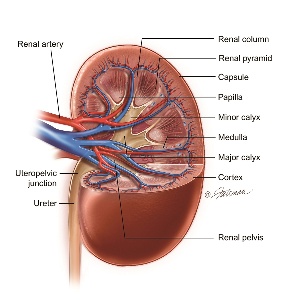 Renal artery
Renal column
Renal pyramid
Capsule
Papilla
Minor calyx
Medulla
Major calyx
Cortex
Renal pelvis
Ureteropelvic
junction
Ureter